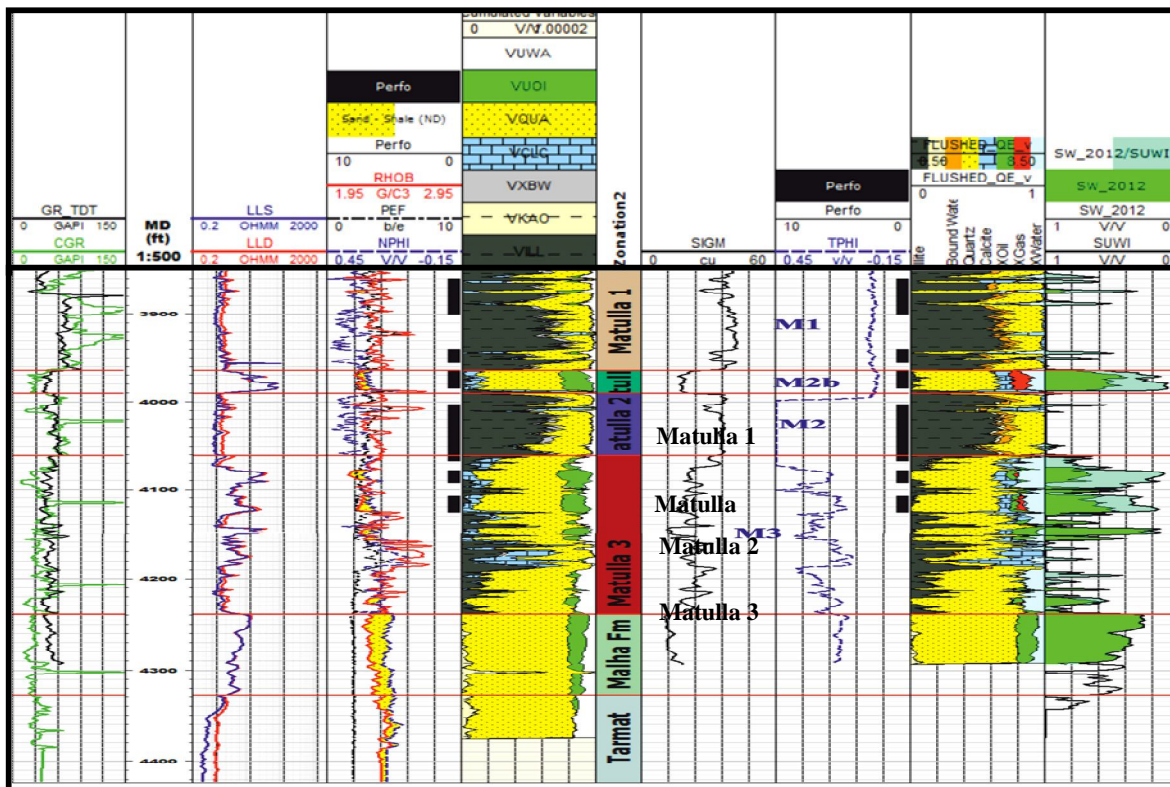 Cumulated Variables
0 V/V 1.00002
VUWA
Perfo
VUOI
Sand Shale (ND)
VQUA
Perfo
10 0
VCLC
RHOB
1.95 G/C3 2.95
VXBW
PEF
0 b/e 10
VKAO
NPHI
0.45 V/V -0.15
VILL
GR_TDT
0 GAPI 150
CGR
0 GAPI 150
MD
(ft)
1:500
LLS
0.2 OHMM 2000
LLD
0.2 OHMM 2000
Zonation2
SIGM
0 cu 60
Perfo
Perfo
10 0
TPHI
0.45 v/v -0.15
FLUSHED_QE_v
FLUSHED_QE_v
0 1
Bound Wate
Quartz
Calcite
XOil
XGas
XWater
SW_2012/SUWI
SW_2012
SW_2012
1 V/V 0
SUWI
1 V/V 0
3900
Matulla 1
M1
M2b
4000
atulla 2
M2
Matulla 1
4100
Matulla
M3
Matulla 2
Matulla 3
4200
Matulla 3
Malha Fm
4300
Tarmat
4400